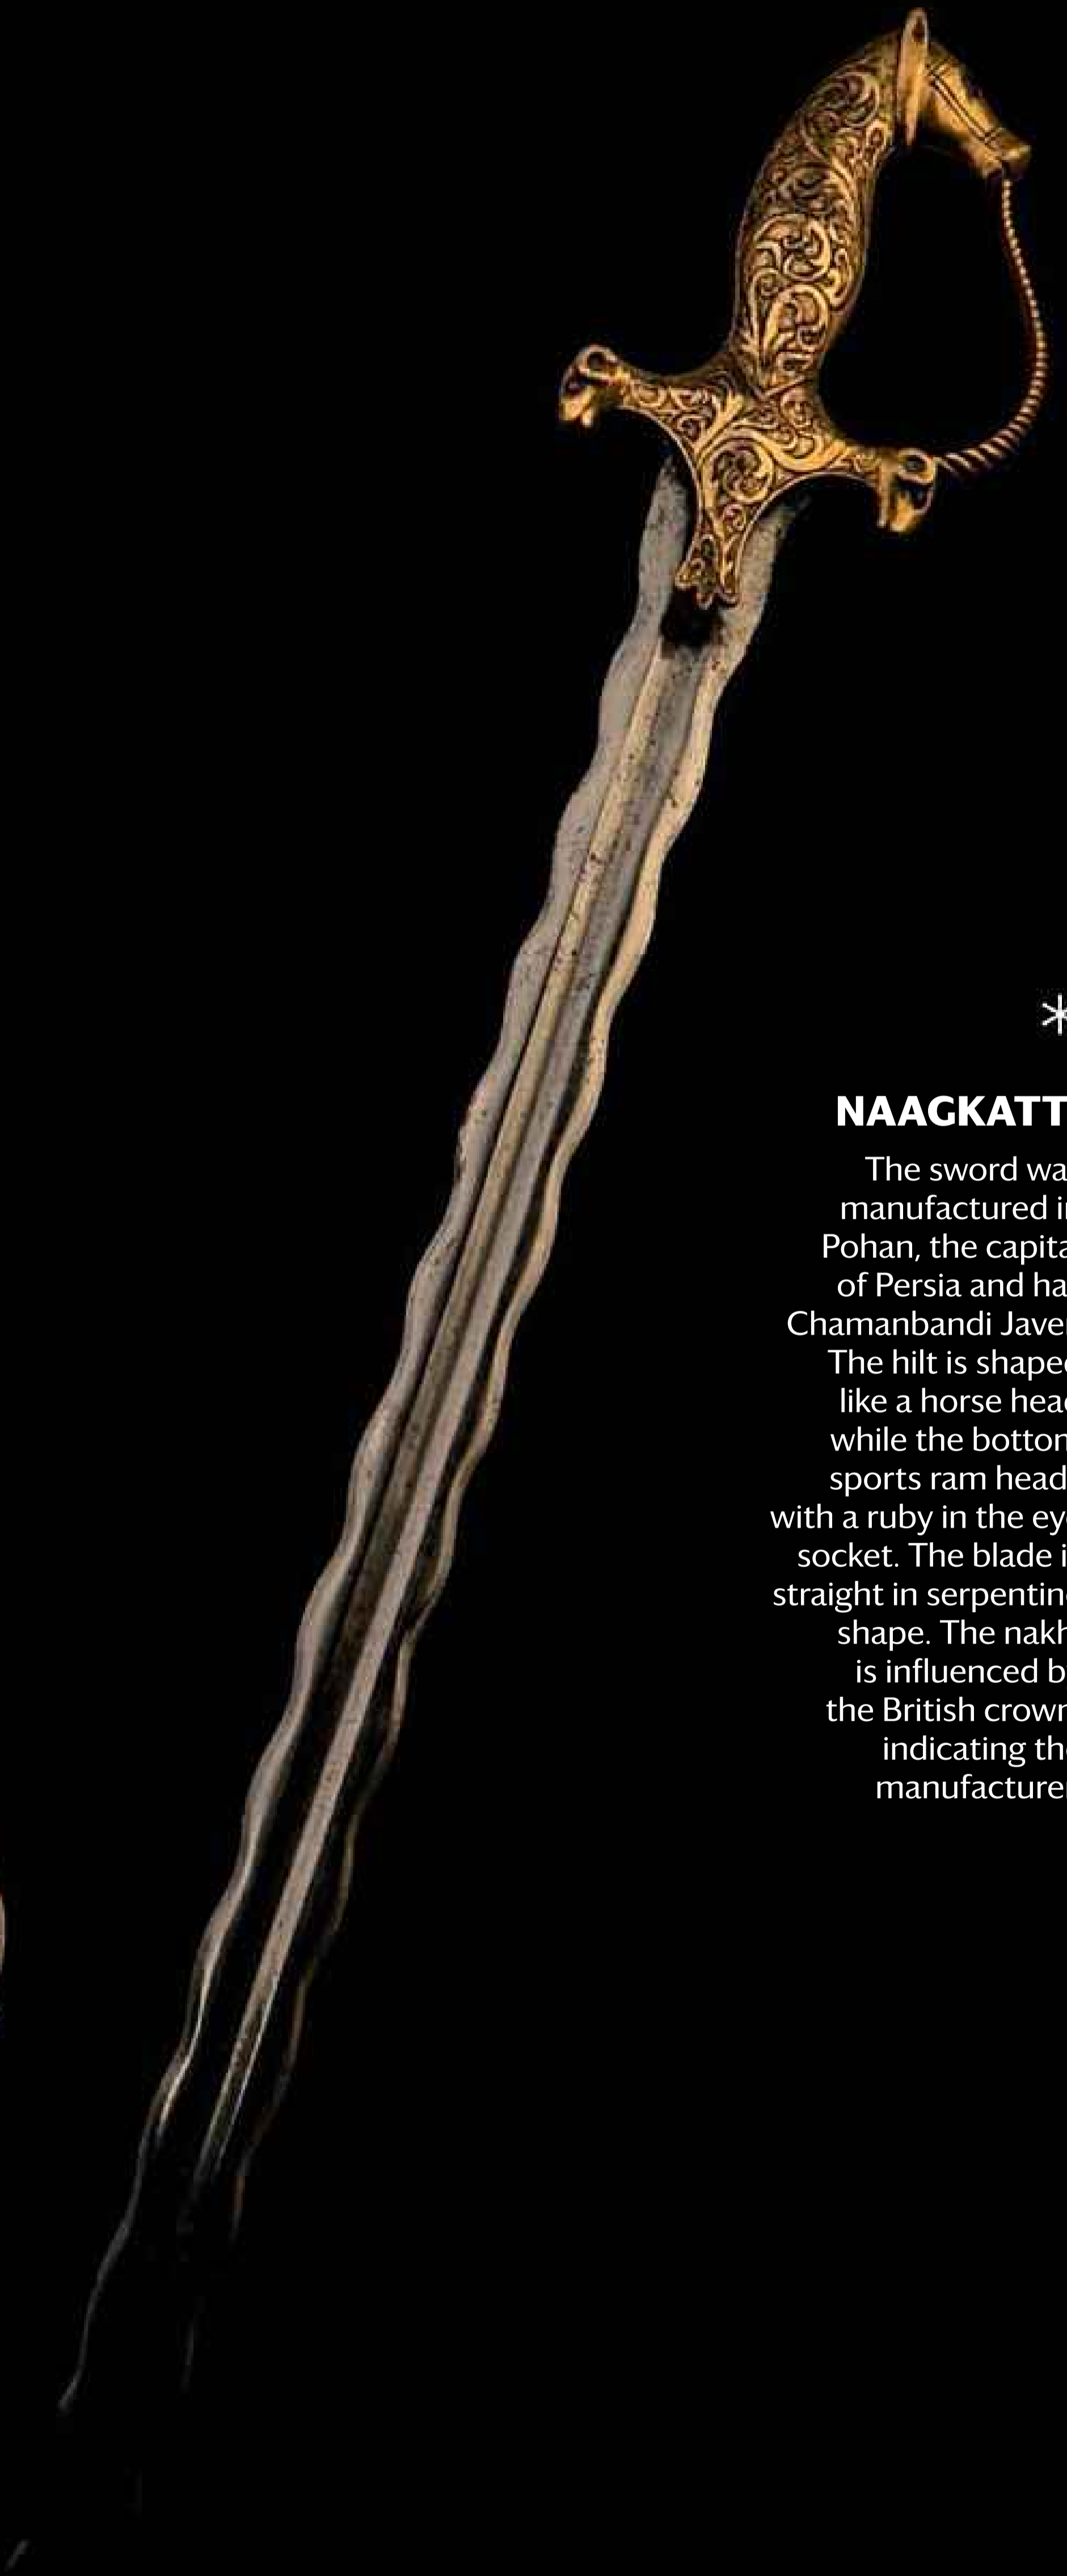 *
NAAGKATT
The sword wa
manufactured i
Pohan, the capita
of Persia and ha
Chamanbandi Jave
The hilt is shape
like a horse hea
while the botto
sports ram head
with a ruby in the ey
socket. The blade i
straight in serpentin
shape. The nakh
is influenced b
the British crown
indicating th
manufacture